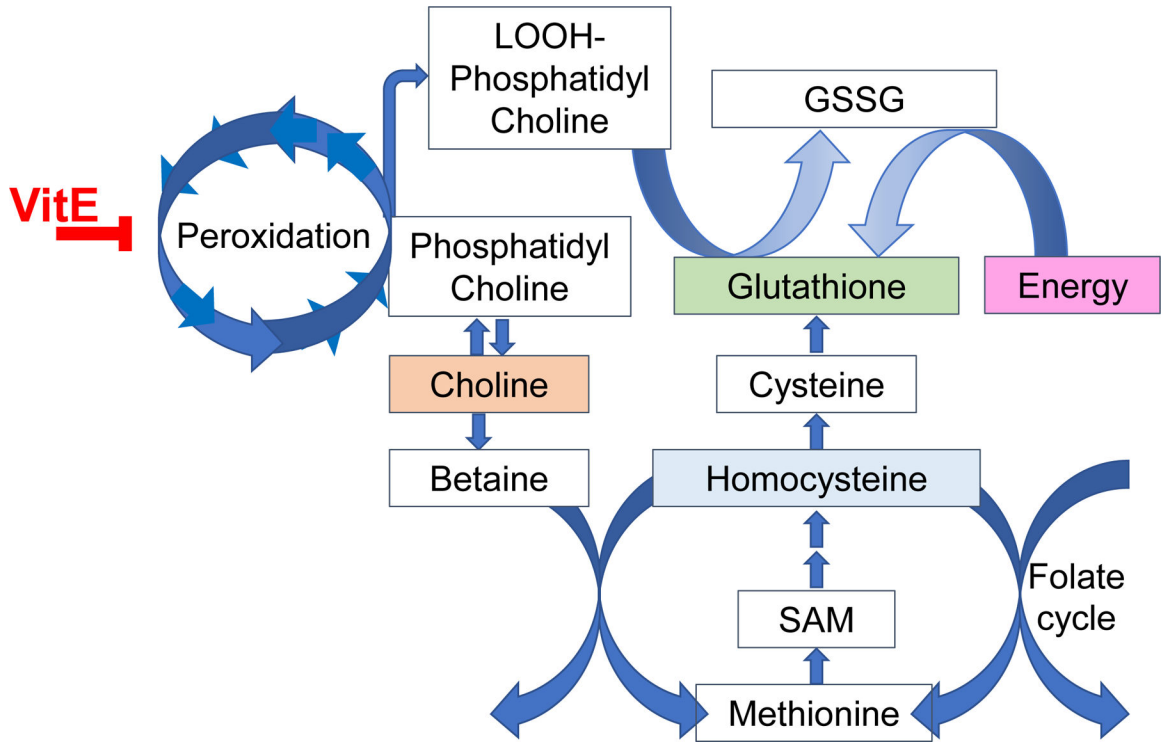 LOOH-
Phosphatidyl
Choline
GSSG
VitE
Peroxidation
Phosphatidyl
Choline
Glutathione
Energy
Choline
Cysteine
Betaine
Homocysteine
Folate
cycle
SAM
Methionine